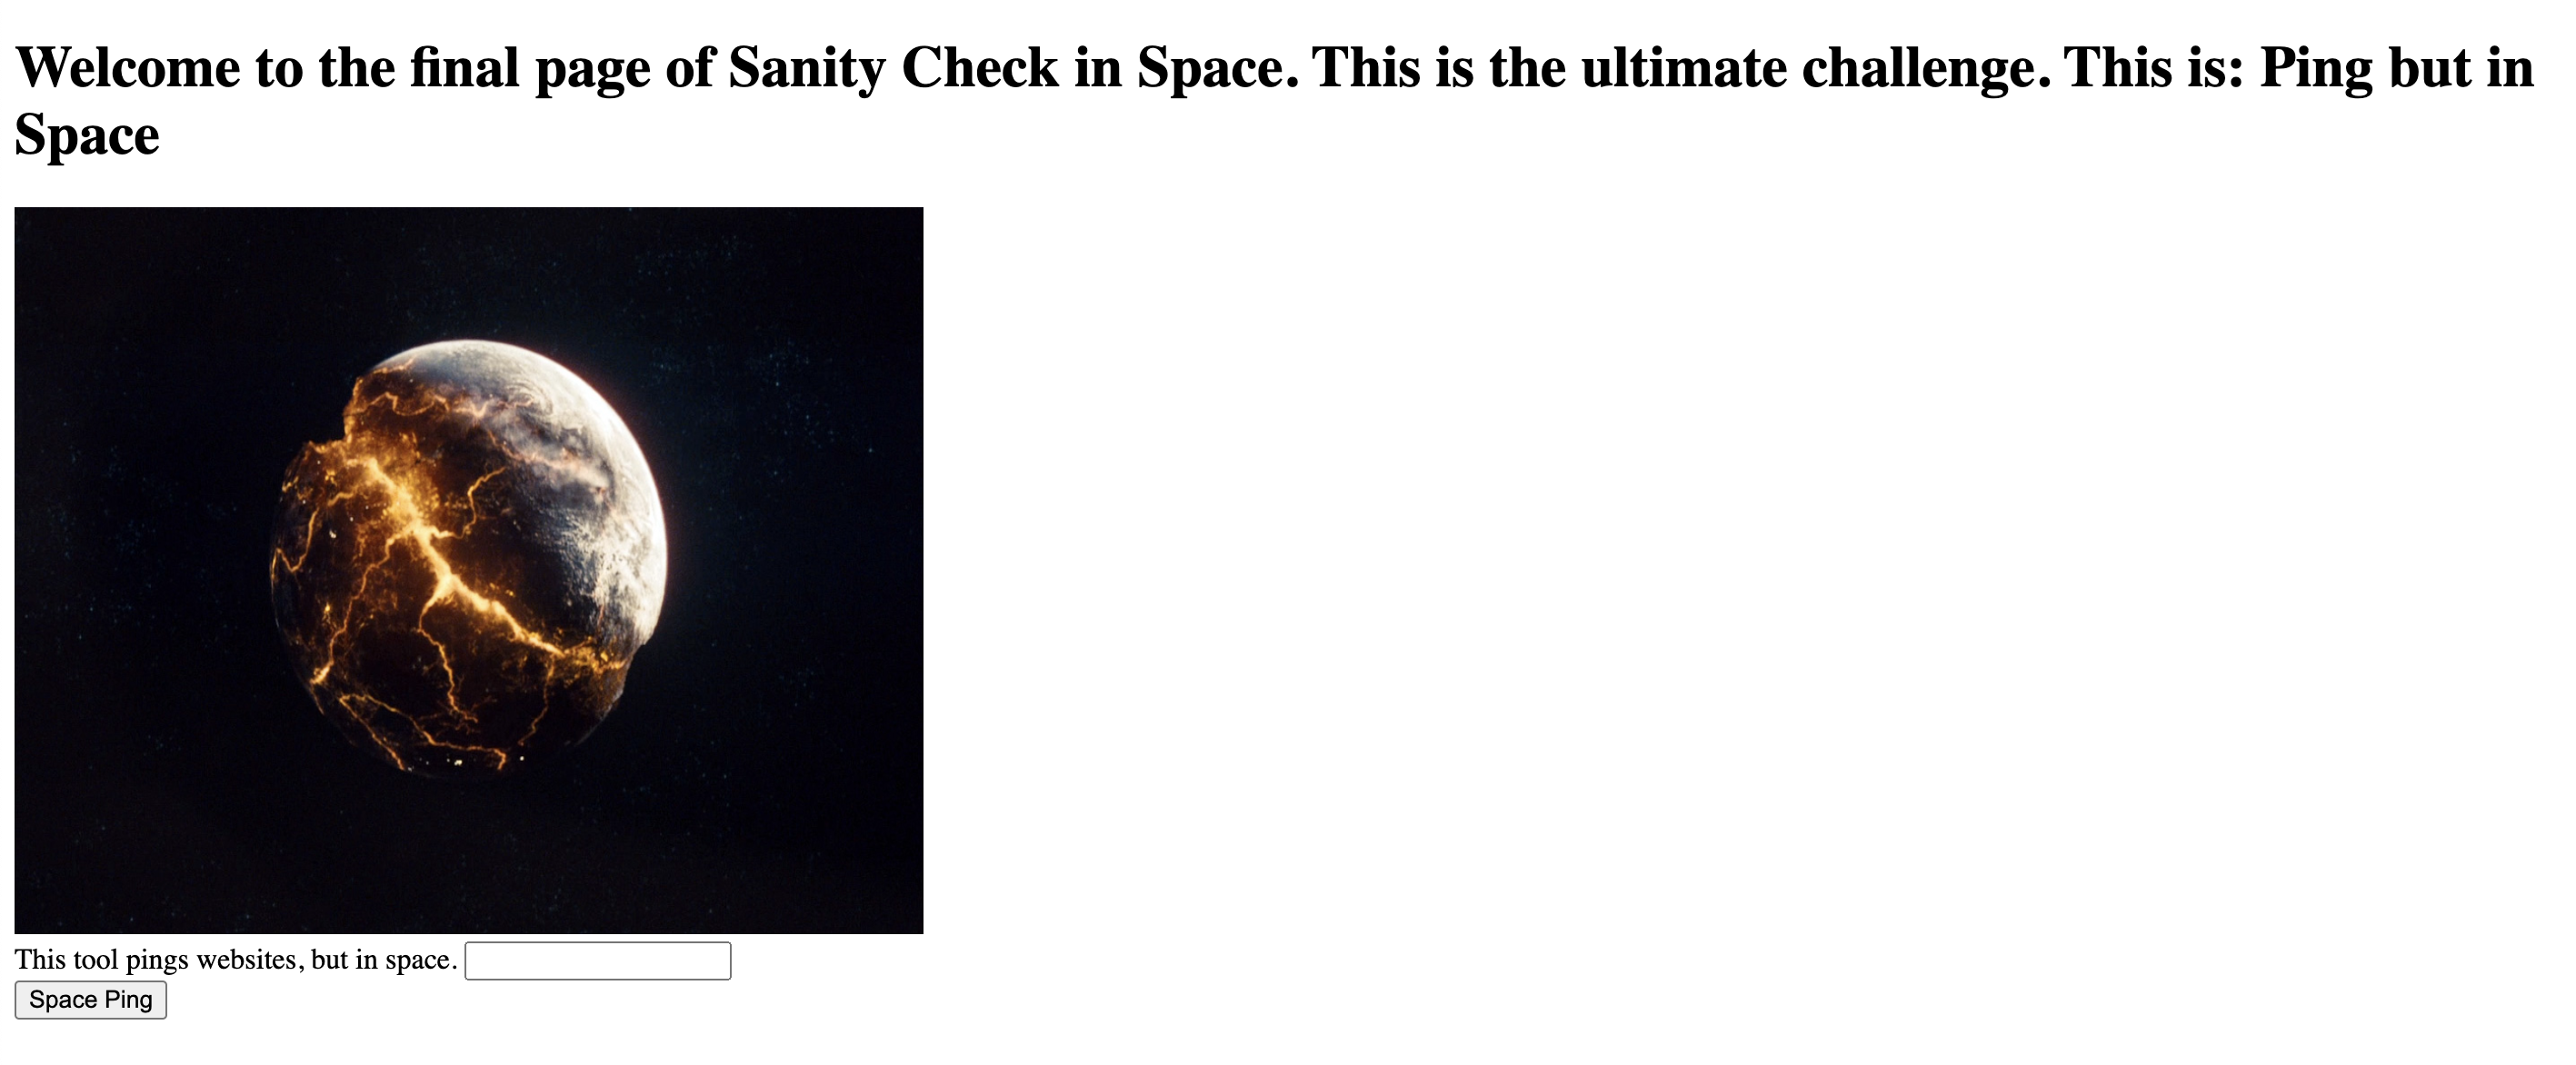 Welcome to the final page of Sanity Check in Space. This is the ultimate challenge. This is: Ping but in
Space
This tool pings websites, but in space.
Space Ping